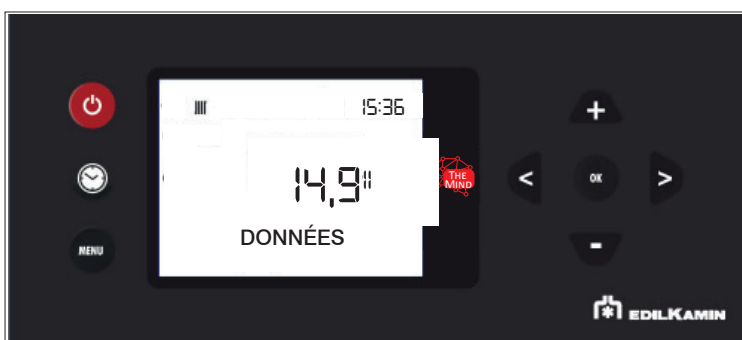 15:36
14,9"
THE
MIND
< OK >
+
-
DONNÉES
MENU
EDILKAMIN